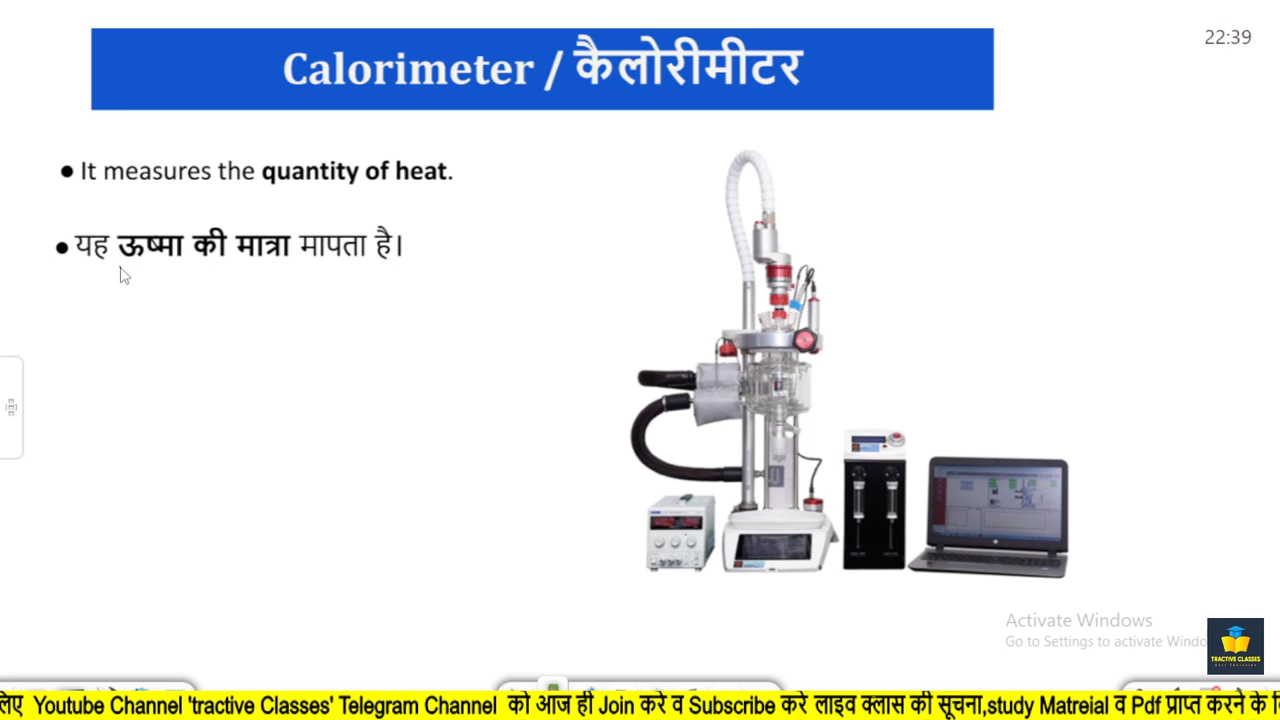 Calorimeter / कैलोरीमीटर
22:39
● It measures the quantity of heat.
● यह ऊष्मा की मात्रा मापता है।
Activate Windows
Go to Settings to activate Windo
TRACTIVE CLASSES
लिए Youtube Channel 'tractive Classes' Telegram Channel को आज ही Join करे व Subscribe करे लाइव क्लास की सूचना,study Matreial व Pdf प्राप्त करने के